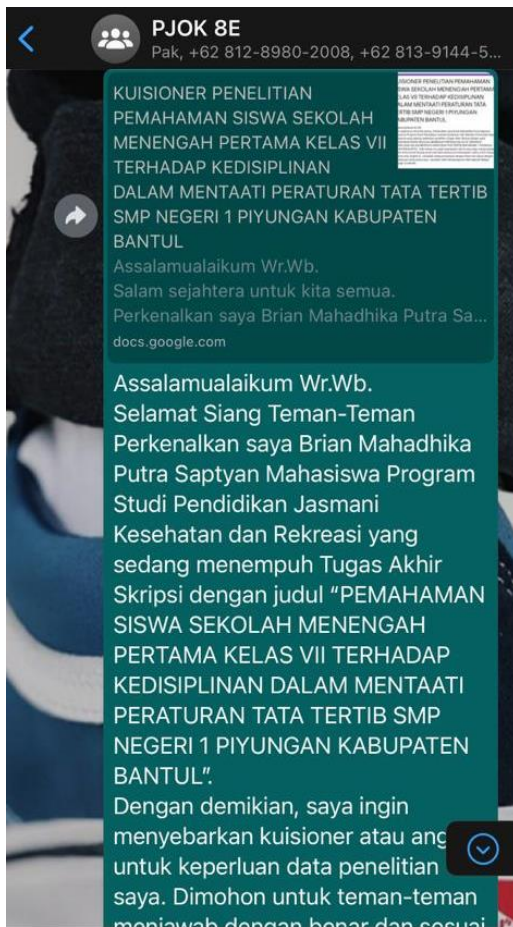 PJOK 8E
Pak, +62 812-8980-2008, +62 813-9144-5...
KUISIONER PENELITIAN
PEMAHAMAN SISWA SEKOLAH
MENENGAH PERTAMA KELAS VII
TERHADAP KEDISIPLINAN
DALAM MENTAATI PERATURAN TATA TERTIB
SMP NEGERI 1 PIYUNGAN KABUPATEN
BANTUL
Assalamualaikum Wr.Wb.
Salam sejahtera untuk kita semua.
Perkenalkan saya Brian Mahadhika Putra Sa...
docs.google.com
Assalamualaikum Wr.Wb.
Selamat Siang Teman-Teman
Perkenalkan saya Brian Mahadhika
Putra Saptyan Mahasiswa Program
Studi Pendidikan Jasmani
Kesehatan dan Rekreasi yang
sedang menempuh Tugas Akhir
Skripsi dengan judul “PEMAHAMAN
SISWA SEKOLAH MENENGAH
PERTAMA KELAS VII TERHADAP
KEDISIPLINAN DALAM MENTAATI
PERATURAN TATA TERTIB SMP
NEGERI 1 PIYUNGAN KABUPATEN
BANTUL”.
Dengan demikian, saya ingin
menyebarkan kuisioner atau ang
untuk keperluan data penelitian
saya. Dimohon untuk teman-teman
menjawab dengan benar dan sesuai